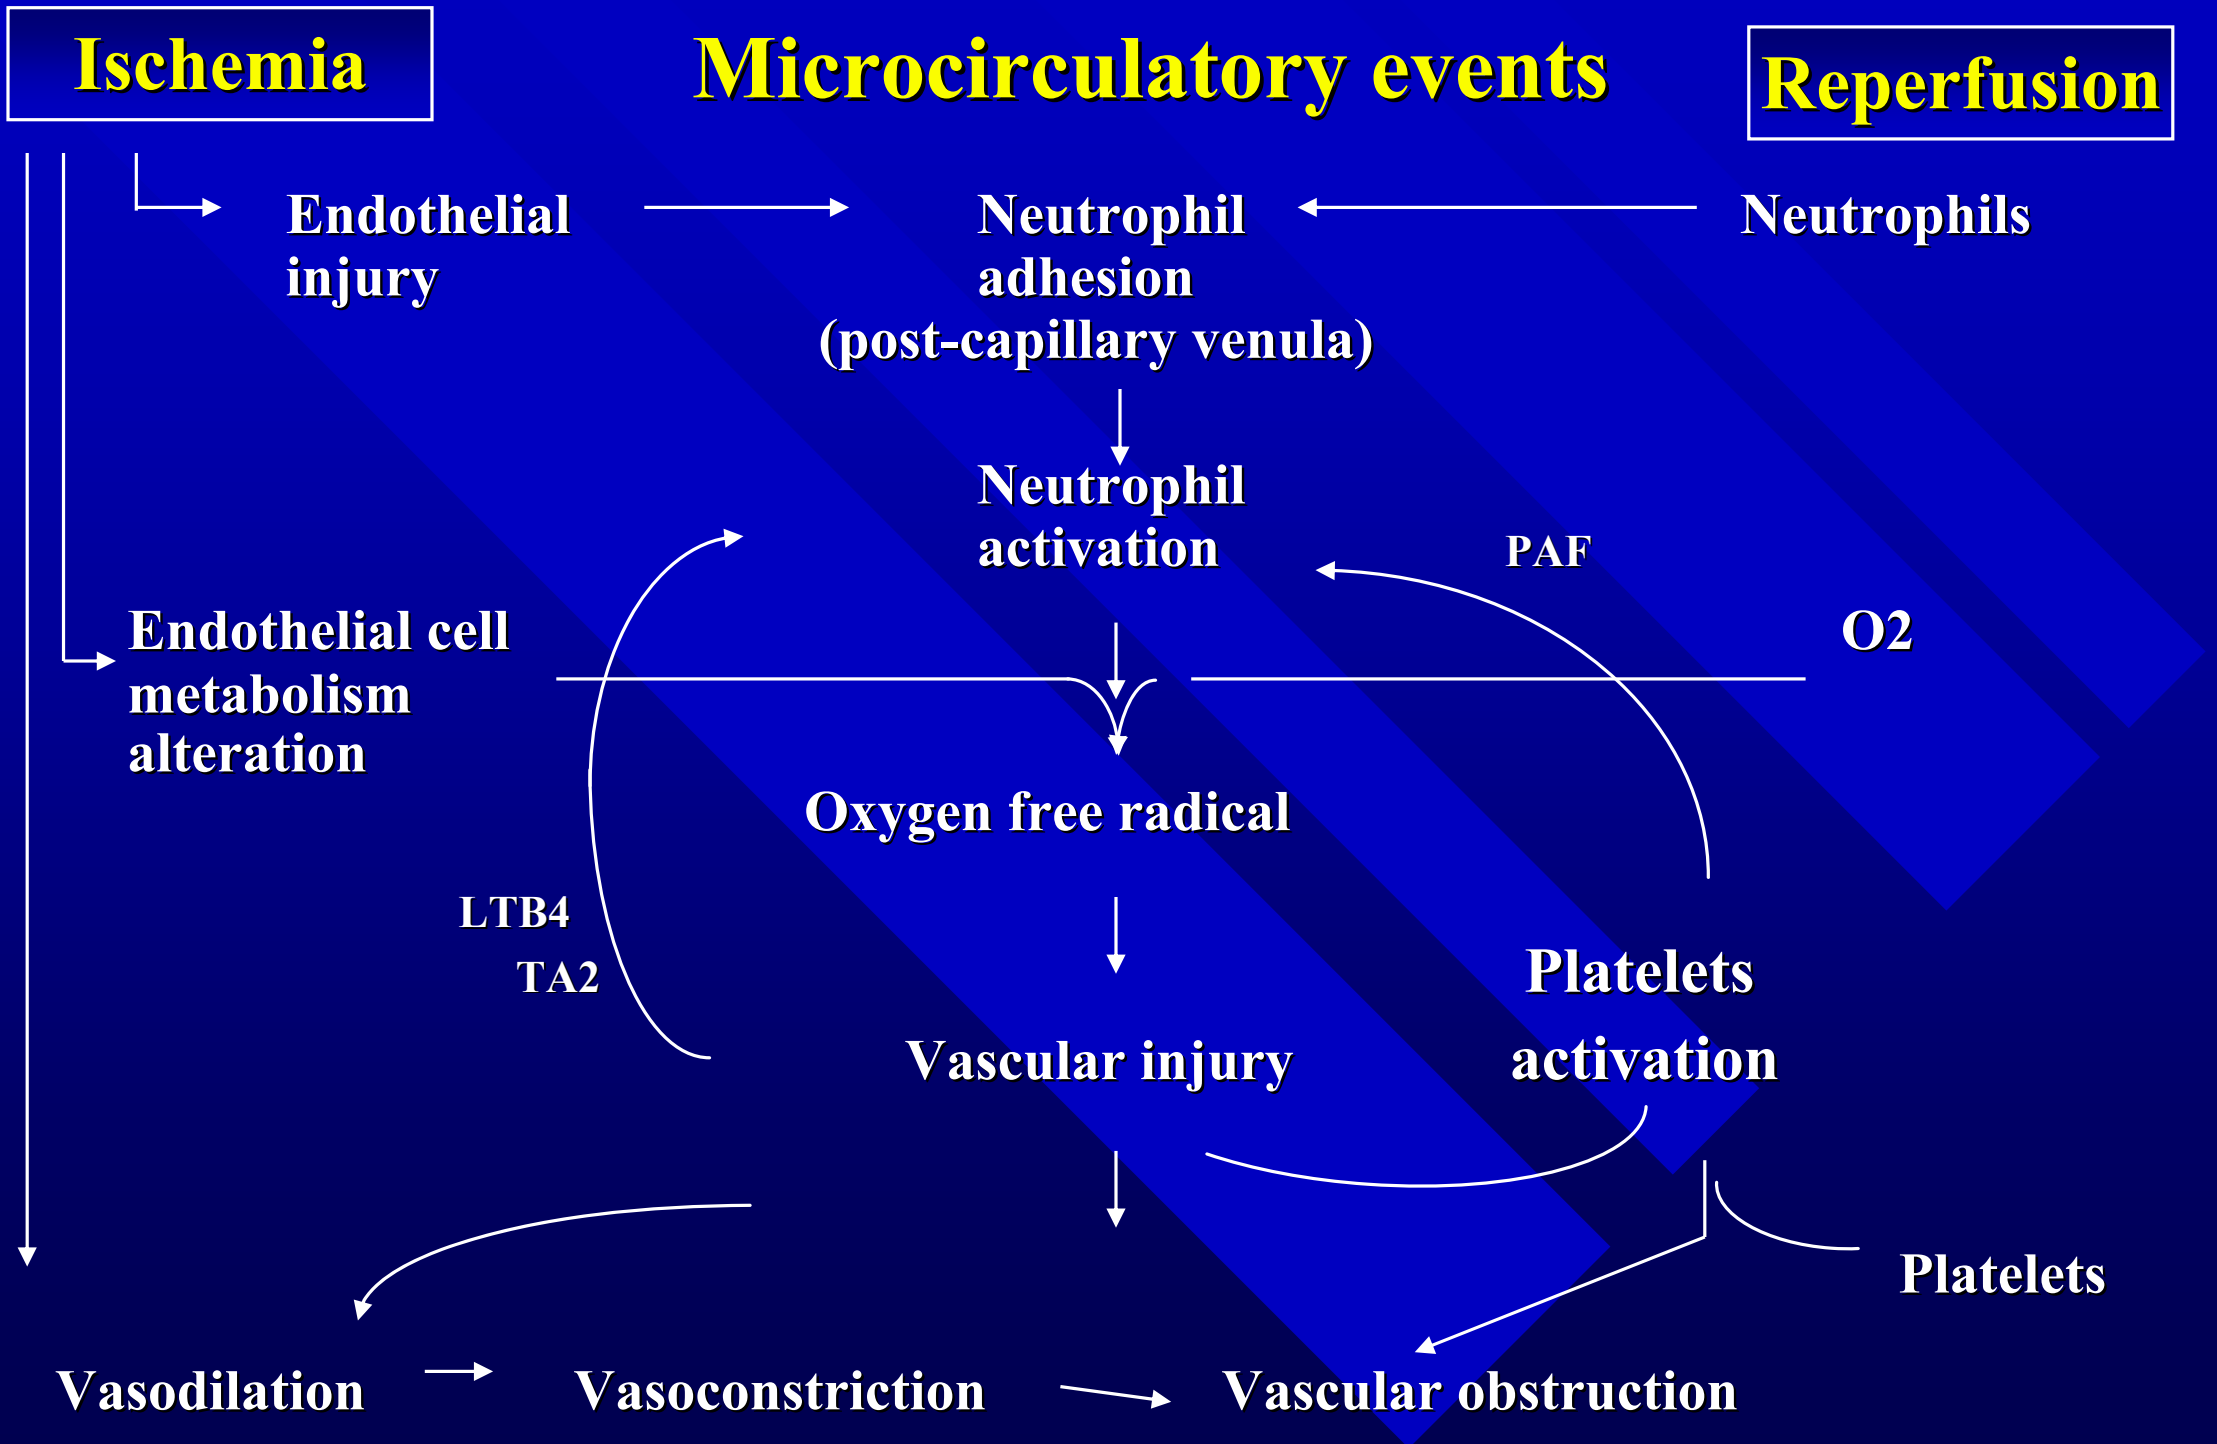 Ischemia
Microcirculatory events
Reperfusion
Endothelial
injury
Neutrophil
adhesion
(post-capillary venula)
Neutrophils
Neutrophil
activation
PAF
Endothelial cell
metabolism
alteration
O2
Oxygen free radical
LTB4
TA2
Platelets
activation
Vascular injury
Platelets
Vasodilation
Vasoconstriction
Vascular obstruction